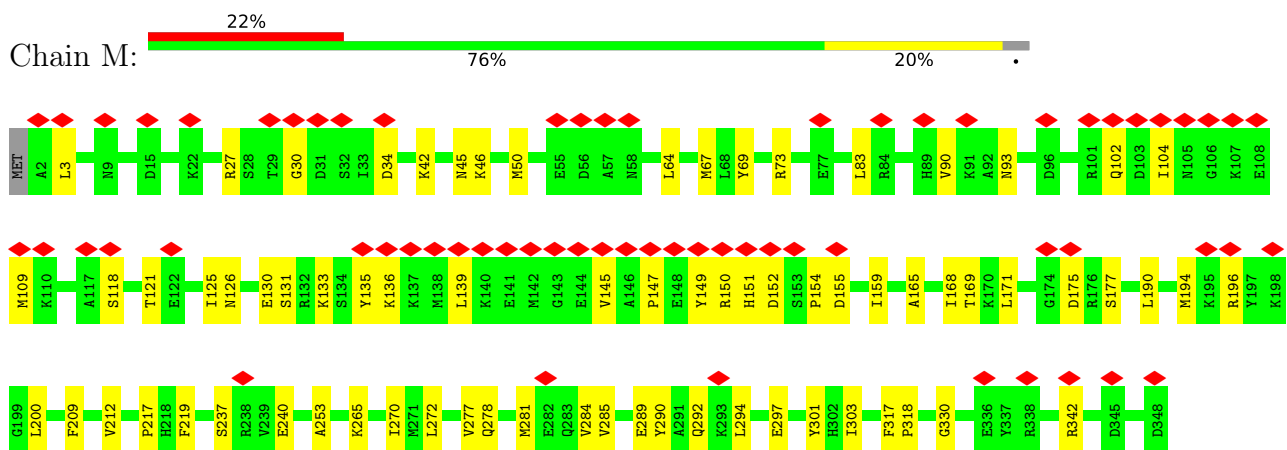 22%
Chain M:
76% 20% •
MET A2 L3 N9 D15 K22 R27 S28 T29 G30 D31 S32 I33 D34 K42 N45 K46 M50 E55 D56 A57 N58 L64 M67 L68 Y69 R73 E77 L83 R84 H89 V90 K91 A92 N93 D96 R101 Q102 D103 I104 N105 G106 K107 E108
M109 K110 A117 S118 T121 E122 I125 N126 E130 S131 R132 K133 S134 Y135 K136 K137 M138 L139 K140 E141 M142 G143 E144 V145 A146 P147 E148 Y149 R150 H151 D152 S153 P154 D155 I159 A165 I168 T169 K170 L171 G174 D175 R176 S177 L190 M194 K195 R196 Y197 K198
G199 L200 F209 V212 P217 H218 F219 S237 R238 V239 E240 A253 K265 I270 M271 L272 V277 Q278 M281 E282 Q283 V284 V285 E289 Y290 A291 Q292 K293 L294 E297 Y301 H302 I303 F317 P318 G330 E336 Y337 R338 R342 D345 D348